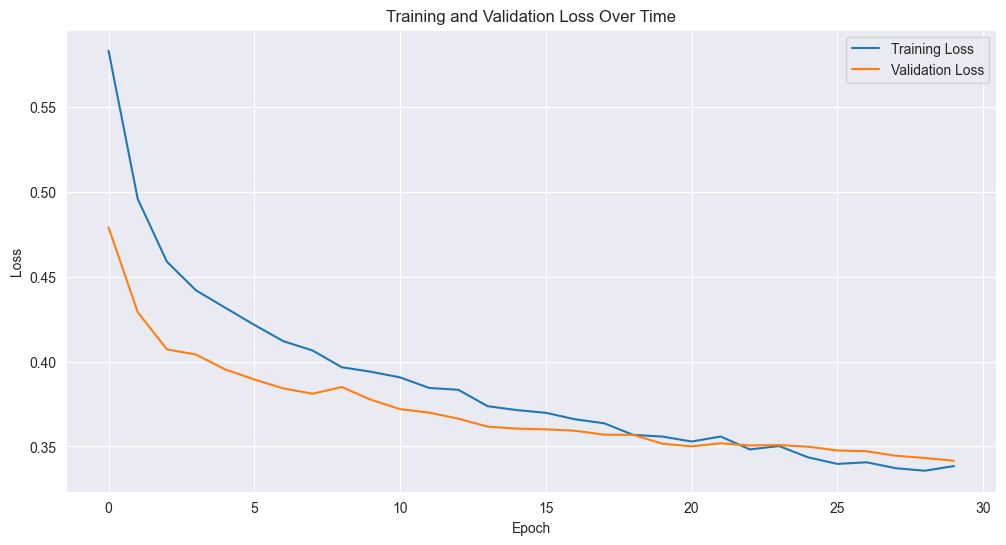 Training and Validation Loss Over Time
Training Loss
Validation Loss
Loss
0.55
0.50
0.45
0.40
0.35
0
5
10
15
20
25
30
Epoch